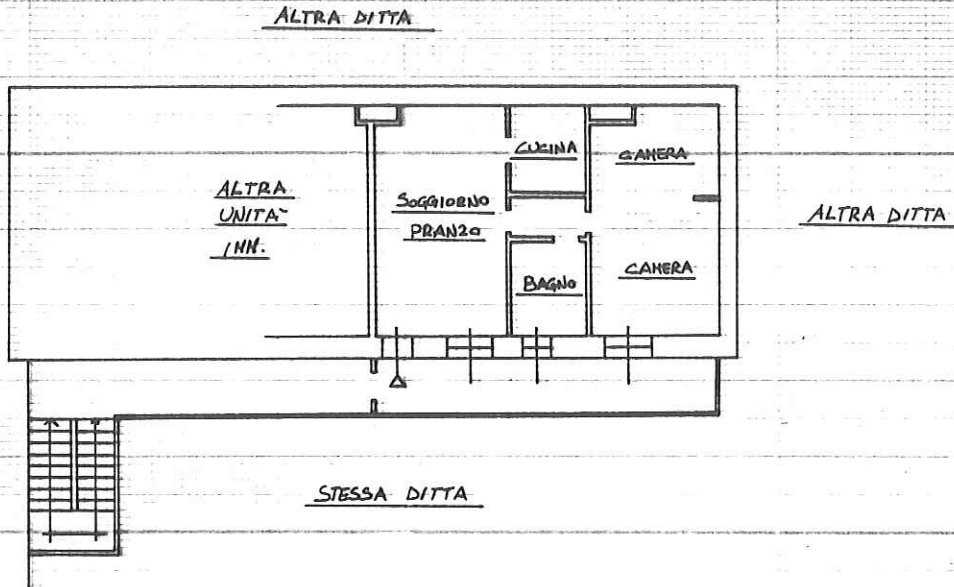 ALTRA DITTA
CUCINA
CAMERA
ALTRA
UNITA'
IMM.
SOGGIORNO
PRANZO
ALTRA DITTA
BAGNO
CAMERA
STESSA DITTA